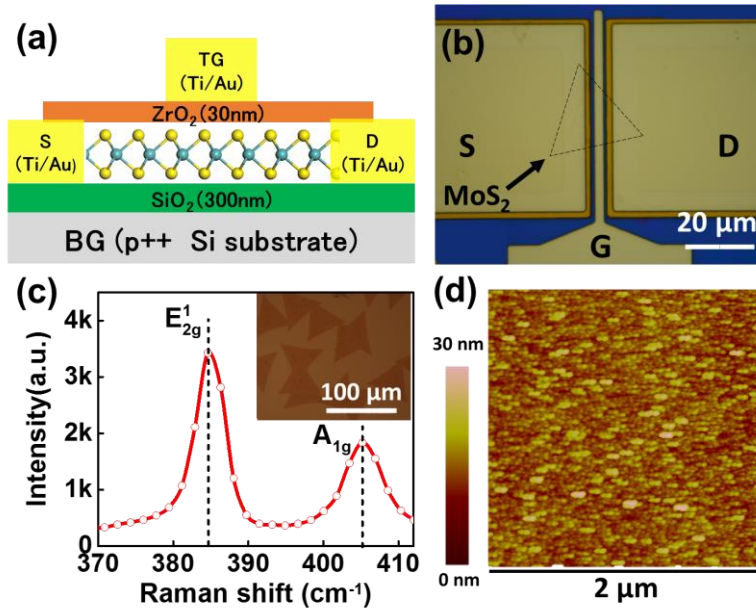 (a)
TG
(Ti/Au)
ZrO₂(30nm)
S
(Ti/Au)
D
(Ti/Au)
SiO₂(300nm)
BG (p++ Si substrate)
(b)
S
D
MoS₂
G
20 μm
(c)
E¹₂g
A₁g
100 μm
4k
3k
2k
1k
0
Intensity(a.u.)
370 380 390 400 410
Raman shift (cm⁻¹)
(d)
30 nm
0 nm
2 μm